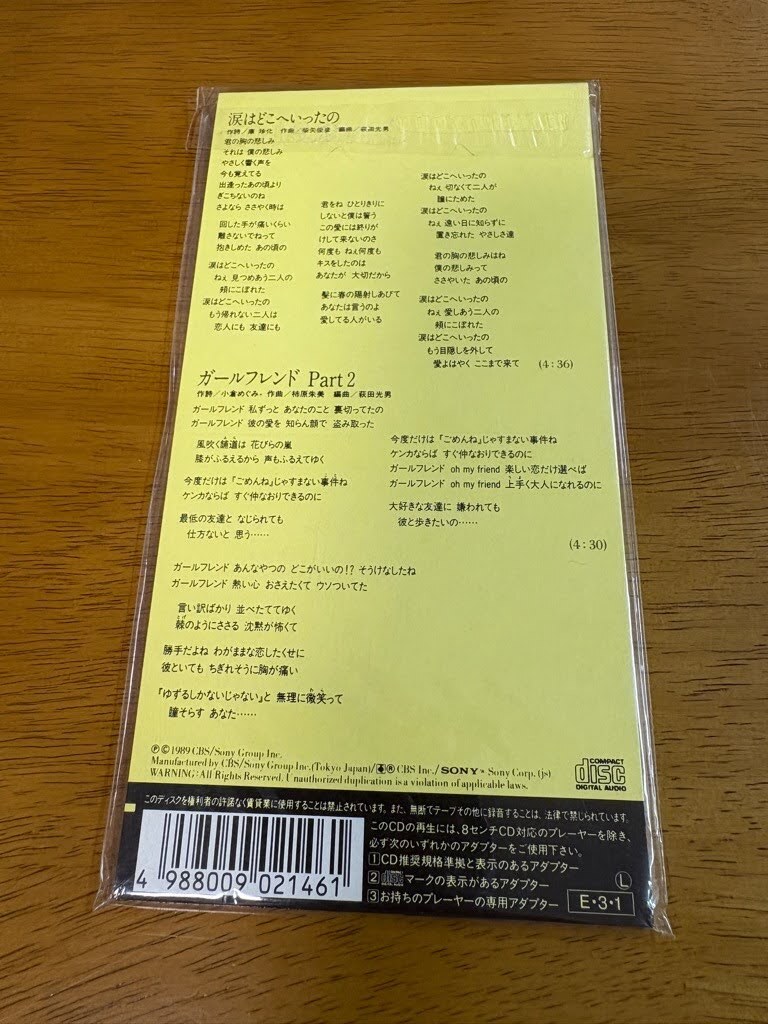 涙はどこへいったの
君の胸の悲しみ
それは 僕の悲しみ
やさしく響く声を
今も覚えてる
出逢ったあの頃より
ぎこちないのね
さよなら ささやく時は
回した手が痛いくらい
離さないでねって
抱きしめた あの頃の
涙はどこへいったの
ねぇ 見つめあう二人の
頬にこぼれた
涙はどこへいったの
もう帰れない二人は
恋人にも 友達にも
君をね ひとりきりに
しないと僕は誓う
この愛には終りが
けして来ないのさ
何度も ねぇ何度も
キスをしたのは
あなたが 大切だから
髪に春の陽射しあびて
あなたは言うのよ
愛してる人がいる
涙はどこへいったの
ねぇ 切なくて二人が
瞳にためた
涙はどこへいったの
ねぇ 遠い日に知らずに
置き忘れた やさしさ達
君の胸の悲しみはね
僕の悲しみって
ささやいた あの頃の
涙はどこへいったの
ねぇ 愛しあう二人の
頬にこぼれた
涙はどこへいったの
もう目隠しを外して
愛よはやく ここまで来て
(4:36)
ガールフレンド Part 2
作詩/小倉めぐみ・作曲/柿原朱美 編曲/萩田光男
ガールフレンド 私ずっと あなたのこと 裏切ってたの
ガールフレンド 彼の愛を 知らん顔で 盗み取った
風吹く舗道は 花びらの嵐
膝がふるえるから 声もふるえてゆく
今度だけは「ごめんね」じゃすまない事件ね
ケンカならば すぐ仲なおりできるのに
最低の友達と なじられても
仕方ないと 思う……
ガールフレンド あんなやつの どこがいいの!? そうけなしたね
ガールフレンド 熱い心 おさえたくて ウソついてた
言い訳ばかり 並べたててゆく
棘のようにささる 沈黙が怖くて
勝手だよね わがままな恋したくせに
彼といても ちぎれそうに胸が痛い
「ゆずるしかないじゃない」と 無理に微笑って
瞳そらす あなた……
今度だけは「ごめんね」じゃすまない事件ね
ケンカならば すぐ仲なおりできるのに
ガールフレンド oh my friend 楽しい恋だけ選べば
ガールフレンド oh my friend 上手く大人になれるのに
大好きな友達に 嫌われても
彼と歩きたいの……
(4:30)
Ⓟ©1989 CBS/Sony Group Inc.
Manufactured by CBS/Sony Group Inc.(Tokyo Japan)/® CBS Inc./SONY® Sony Corp.(js)
WARNING:All Rights Reserved. Unauthorized duplication is a violation of applicable laws.
COMPACT
disc
DIGITAL AUDIO
このディスクを権利者の許諾なく賃貸業に使用することは禁止されています。また、無断でテープその他に録音することは、法律で禁じられています。
このCDの再生には、8センチCD対応のプレーヤーを除き、
必ず次のいずれかのアダプターをご使用下さい。
1 CD推奨規格準拠と表示のあるアダプター
2 マークの表示があるアダプター
3 お持ちのプレーヤーの専用アダプター
Ⓛ
E・3・1
4 988009 021461